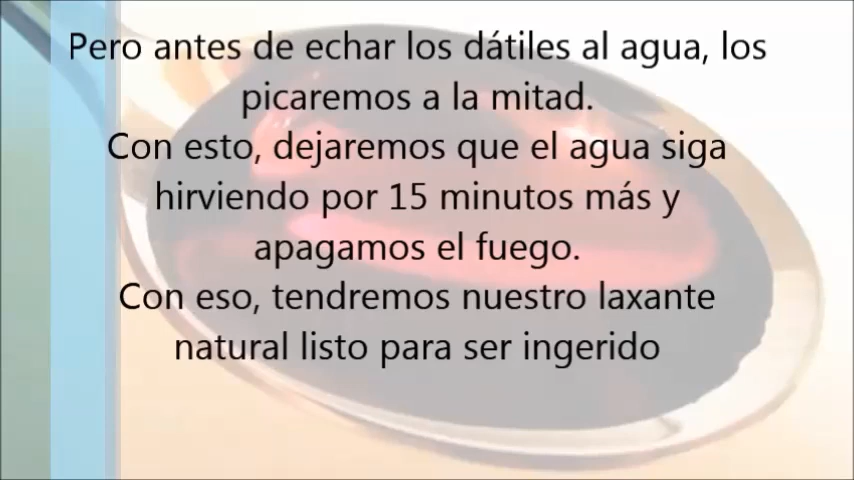 Pero antes de echar los dátiles al agua, los
picaremos a la mitad.
Con esto, dejaremos que el agua siga
hirviendo por 15 minutos más y
apagamos el fuego.
Con eso, tendremos nuestro laxante
natural listo para ser ingerido